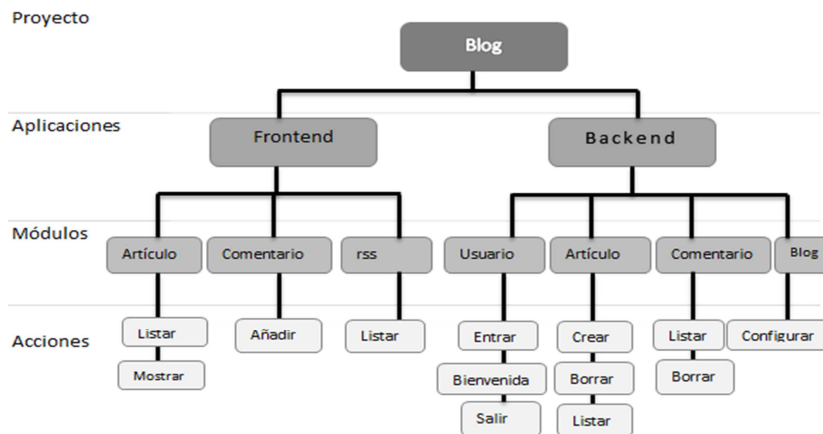 Proyecto
Blog
Aplicaciones
Frontend
Backend
Módulos
Artículo
Comentario
rss
Usuario
Artículo
Comentario
Blog
Acciones
Listar
Añadir
Listar
Entrar
Crear
Listar
Configurar
Mostrar
Bienvenida
Borrar
Borrar
Salir
Listar